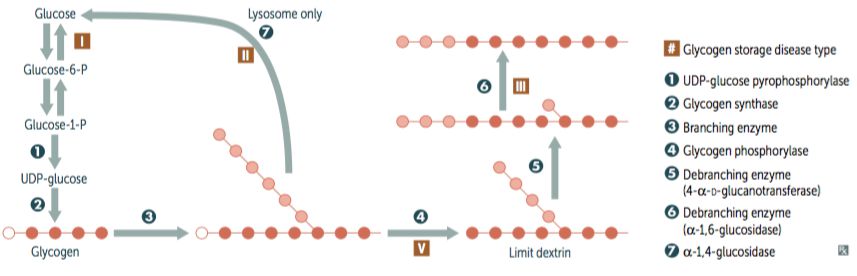 Glucose
Lysosome only
7
I
II
Glucose-6-P
Glucose-1-P
1
UDP-glucose
2
Glycogen
3
4
V
Limit dextrin
5
6
III
# Glycogen storage disease type
1 UDP-glucose pyrophosphorylase
2 Glycogen synthase
3 Branching enzyme
4 Glycogen phosphorylase
5 Debranching enzyme
(4-α-D-glucanotransferase)
6 Debranching enzyme
(α-1,6-glucosidase)
7 α-1,4-glucosidase